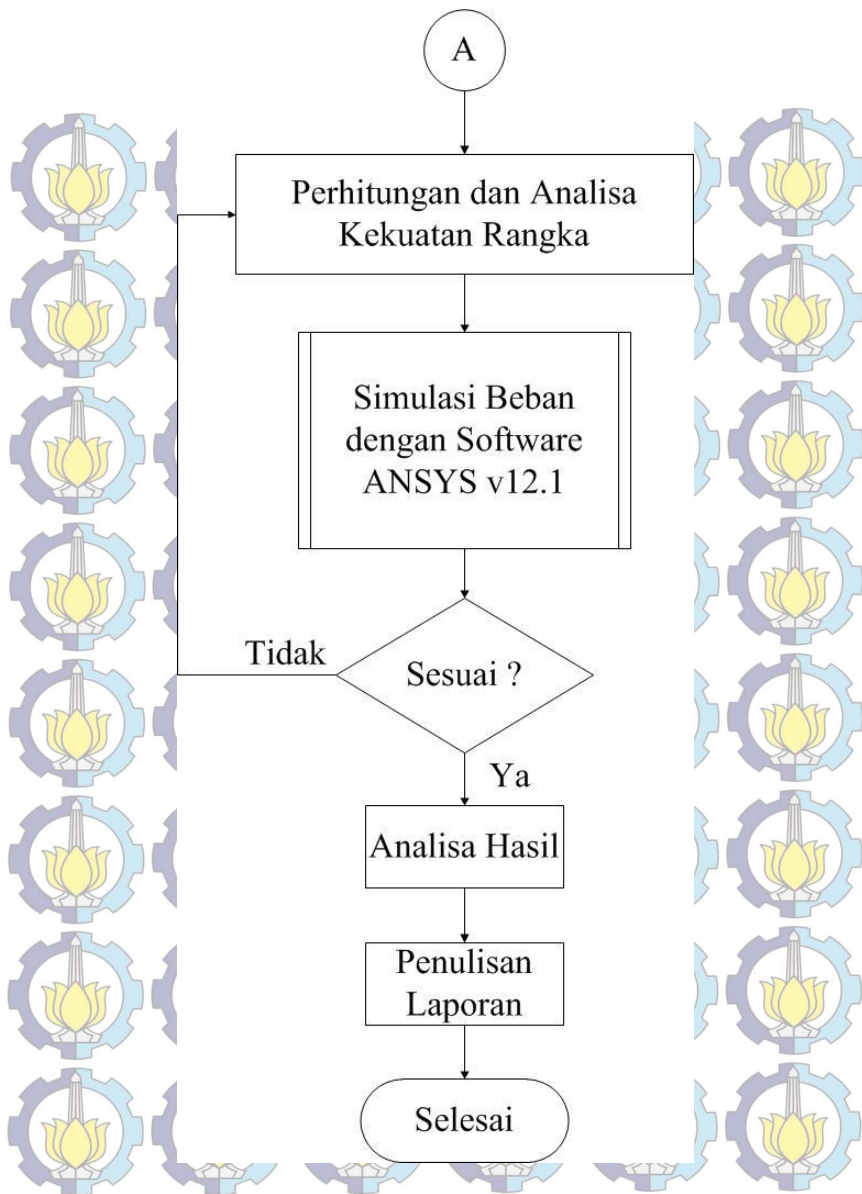 A
Perhitungan dan Analisa
Kekuatan Rangka
Simulasi Beban
dengan Software
ANSYS v12.1
Tidak
Sesuai ?
Ya
Analisa Hasil
Penulisan
Laporan
Selesai